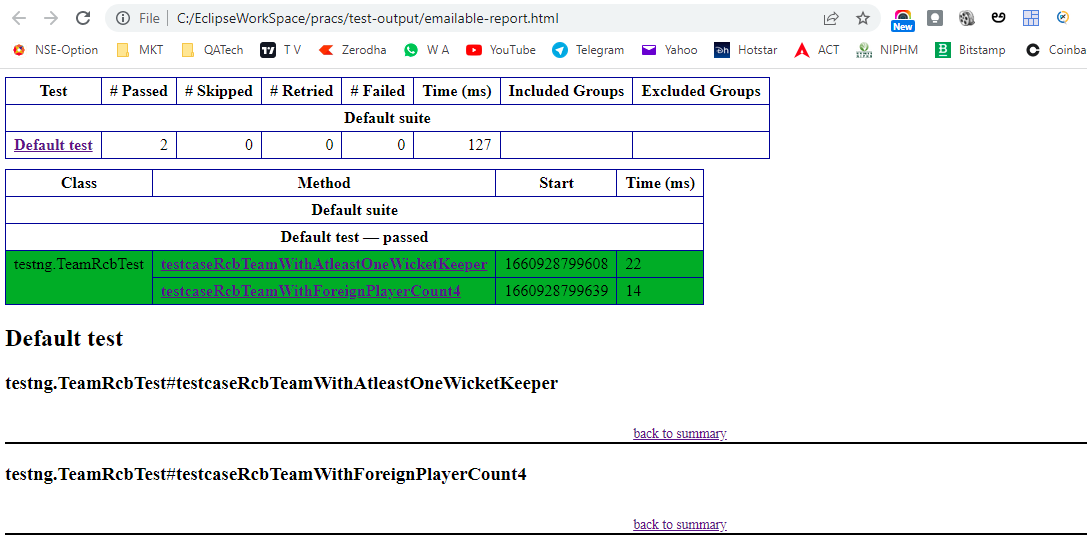 File | C:/EclipseWorkSpace/pracs/test-output/emailable-report.html
New
NSE-Option MKT QATech T V Zerodha W A YouTube Telegram Yahoo Hotstar ACT NIPHM Bitstamp Coinba
Test # Passed # Skipped # Retried # Failed Time (ms) Included Groups Excluded Groups
Default suite
Default test 2 0 0 0 127
Class Method Start Time (ms)
Default suite
Default test — passed
testng.TeamRcbTest testcaseRcbTeamWithAtleastOneWicketKeeper 1660928799608 22
testcaseRcbTeamWithForeignPlayerCount4 1660928799639 14
Default test
testng.TeamRcbTest#testcaseRcbTeamWithAtleastOneWicketKeeper
back to summary
testng.TeamRcbTest#testcaseRcbTeamWithForeignPlayerCount4
back to summary